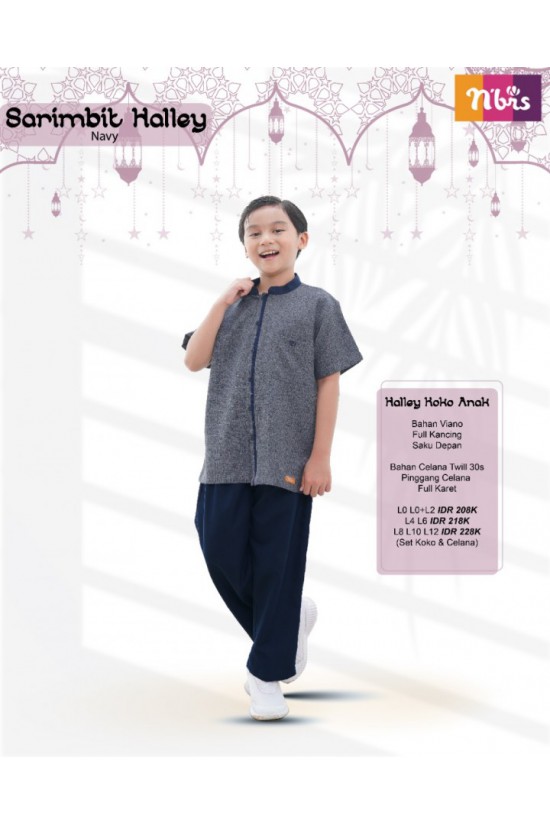 Sarimbit Halley
Navy
N'brs
Halley Koko Anak
Bahan Viano
Full Kancing
Saku Depan
Bahan Celana Twill 30s
Pinggang Celana
Full Karet
L0 L0+L2 IDR 208K
L4 L6 IDR 218K
L8 L10 L12 IDR 228K
(Set Koko & Celana)